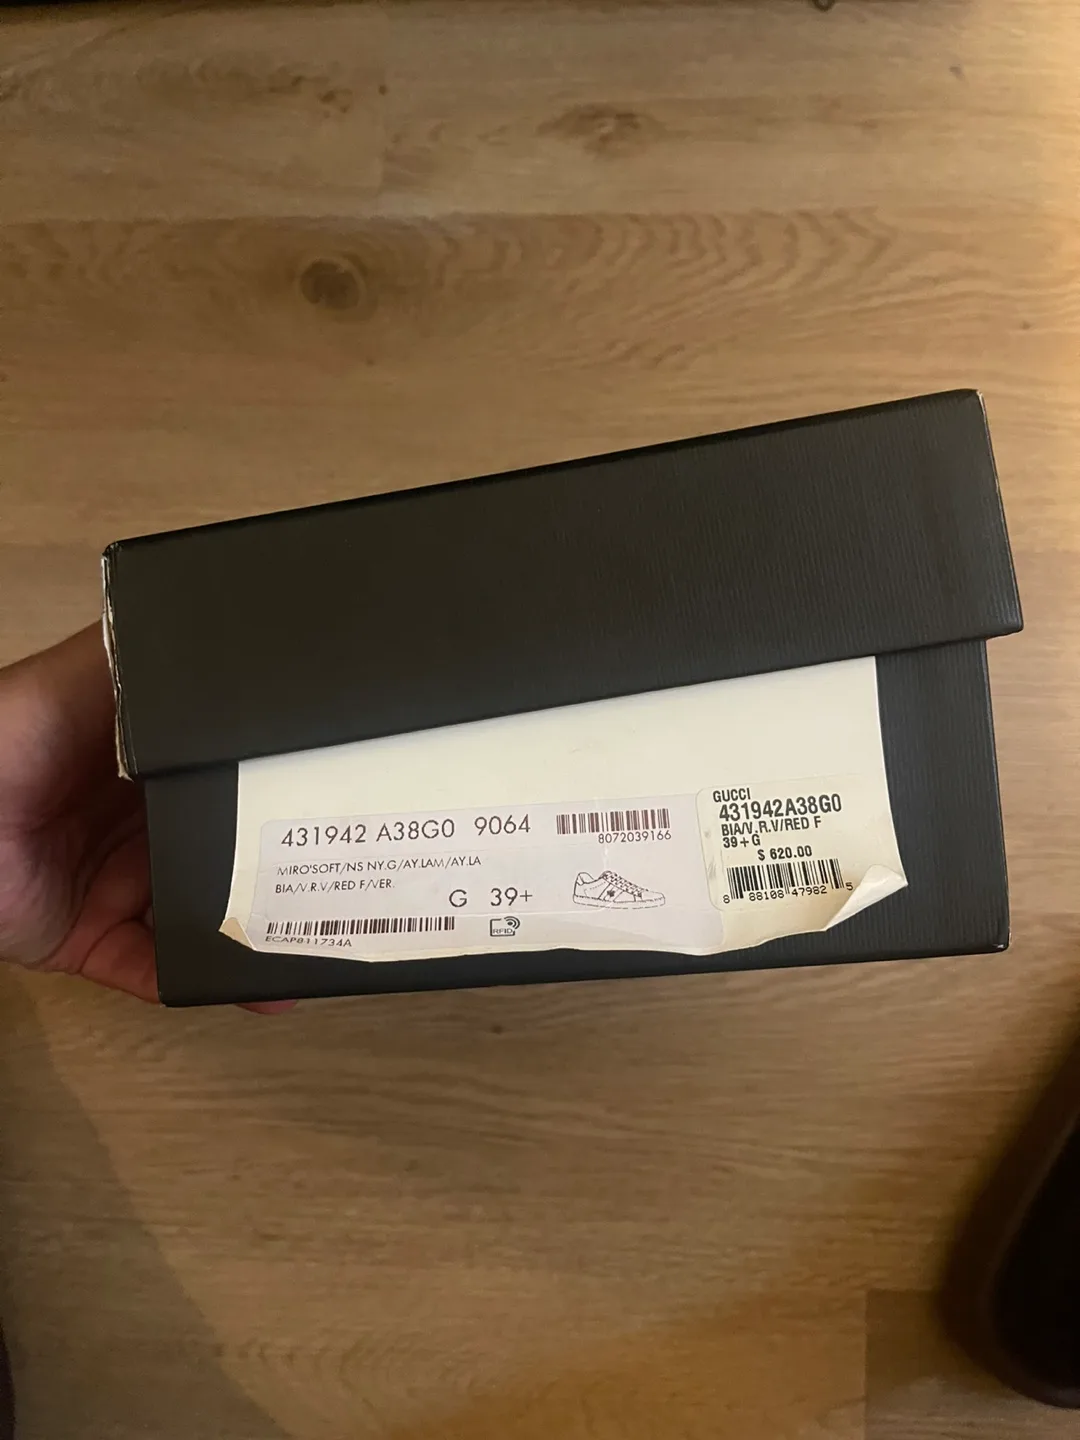 431942 A38G0 9064
8072039166
MIRO'SOFT/NS NY.G/AY.LAM/AY.LA
BIA/V.R.V/RED F/VER.
G 39+
ECAP811734A
RFID
GUCCI
431942A38G0
BIA/V.R.V/RED F
39+G
$ 620.00
8 88108 47982 5